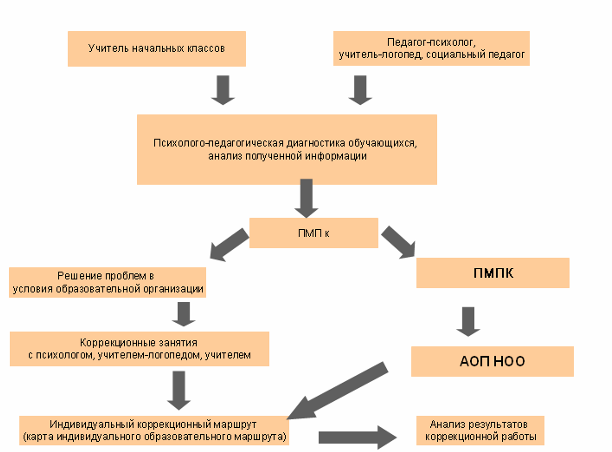 Учитель начальных классов
Педагог-психолог,
учитель-логопед, социальный педагог
Психолого-педагогическая диагностика обучающихся,
анализ полученной информации
ПМП к
Решение проблем в
условия образовательной организации
ПМПК
Коррекционные занятия
с психологом, учителем-логопедом, учителем
АОП НОО
Индивидуальный коррекционный маршрут
(карта индивидуального образовательного маршрута)
Анализ результатов
коррекционной работы